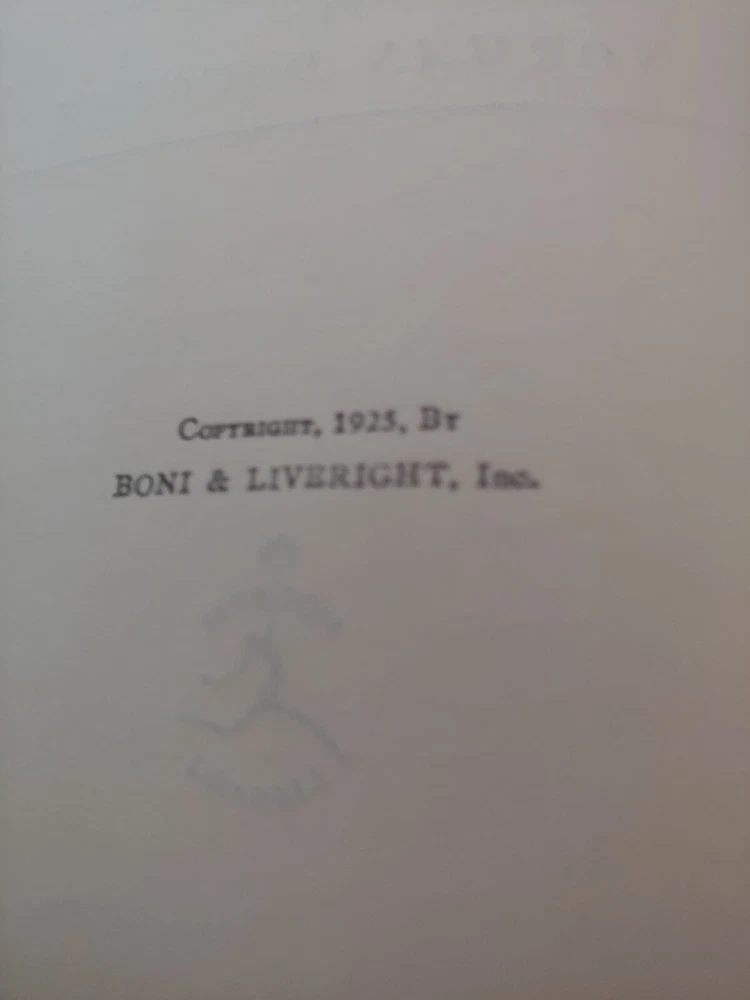 COPYRIGHT, 1925, BY
BONI & LIVERIGHT, Inc.